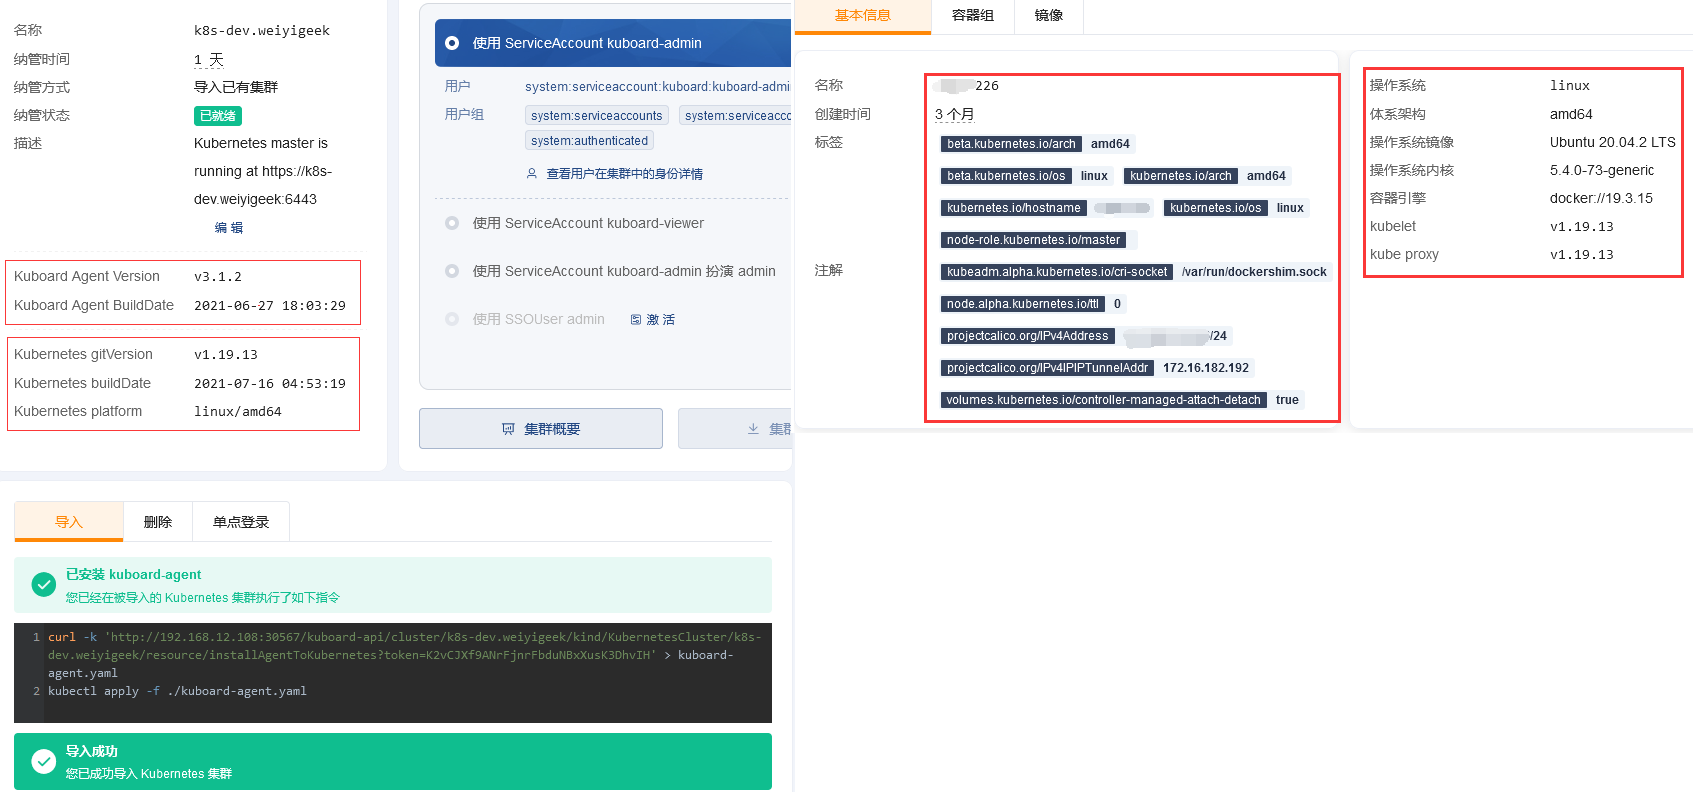 名称 k8s-dev.weiyigeek
纳管时间 1 天
纳管方式 导入已有集群
纳管状态 已就绪
描述 Kubernetes master is
running at https://k8s-
dev.weiyigeek:6443
编 辑
Kuboard Agent Version v3.1.2
Kuboard Agent BuildDate 2021-06-27 18:03:29
Kubernetes gitVersion v1.19.13
Kubernetes buildDate 2021-07-16 04:53:19
Kubernetes platform linux/amd64
使用 ServiceAccount kuboard-admin
用户 system:serviceaccount:kuboard:kuboard-admi
用户组 system:serviceaccounts system:serviceacco
system:authenticated
查看用户在集群中的身份详情
使用 ServiceAccount kuboard-viewer
使用 ServiceAccount kuboard-admin 扮演 admin
使用 SSOUser admin 激 活
集群概要 集群
导入 删除 单点登录
已安装 kuboard-agent
您已经在被导入的 Kubernetes 集群执行了如下指令
1 curl -k 'http://192.168.12.108:30567/kuboard-api/cluster/k8s-dev.weiyigeek/kind/KubernetesCluster/k8s-
dev.weiyigeek/resource/installAgentToKubernetes?token=K2vCJXf9ANrFjnrFbduNBxXusK3DhvIH' > kuboard-
agent.yaml
2 kubectl apply -f ./kuboard-agent.yaml
导入成功
您已成功导入 Kubernetes 集群
基本信息 容器组 镜像
名称 226
创建时间 3 个月
标签 beta.kubernetes.io/arch amd64
beta.kubernetes.io/os linux kubernetes.io/arch amd64
kubernetes.io/hostname kubernetes.io/os linux
node-role.kubernetes.io/master
注解 kubeadm.alpha.kubernetes.io/cri-socket /var/run/dockershim.sock
node.alpha.kubernetes.io/ttl 0
projectcalico.org/IPv4Address /24
projectcalico.org/IPv4IPIPTunnelAddr 172.16.182.192
volumes.kubernetes.io/controller-managed-attach-detach true
操作系统 linux
体系架构 amd64
操作系统镜像 Ubuntu 20.04.2 LTS
操作系统内核 5.4.0-73-generic
容器引擎 docker://19.3.15
kubelet v1.19.13
kube proxy v1.19.13